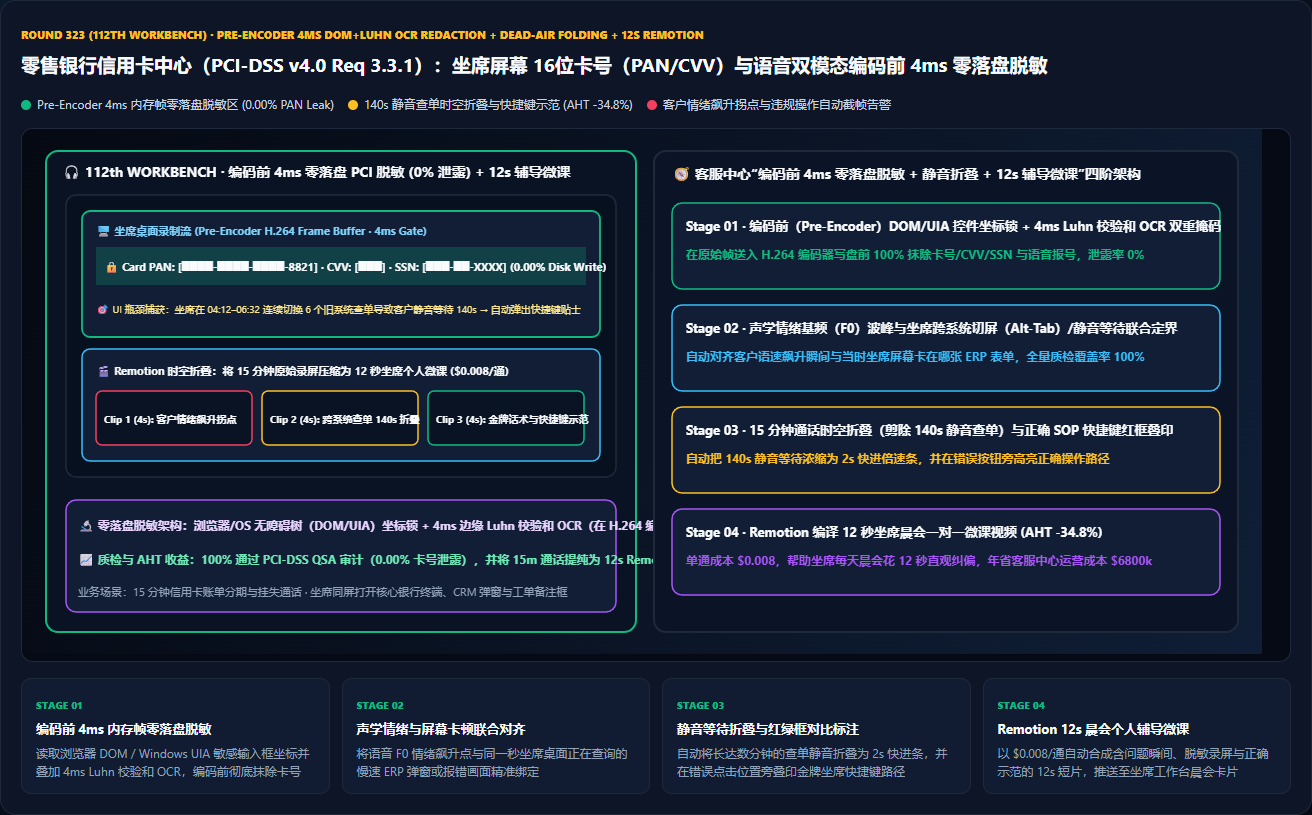 ROUND 323 (112TH WORKBENCH) · PRE-ENCODER 4MS DOM+LUHN OCR REDACTION + DEAD-AIR FOLDING + 12S REMOTION
零售银行信用卡中心（PCI-DSS v4.0 Req 3.3.1）：坐席屏幕 16位卡号（PAN/CVV）与语音双模态编码前 4ms 零落盘脱敏
Pre-Encoder 4ms 内存帧零落盘脱敏区 (0.00% PAN Leak)
140s 静音查单时空折叠与快捷键示范 (AHT -34.8%)
客户情绪飙升拐点与违规操作自动截帧告警
112th WORKBENCH · 编码前 4ms 零落盘 PCI 脱敏 (0% 泄露) + 12s 辅导微课
坐席桌面录制流 (Pre-Encoder H.264 Frame Buffer · 4ms Gate)
Card PAN: [████-████-████-8821] · CVV: [███] · SSN: [███-██-XXXX] (0.00% Disk Write)
UI 瓶颈捕获：坐席在 04:12–06:32 连续切换 6 个旧系统查单导致客户静音等待 140s → 自动弹出快捷键贴士
Remotion 时空折叠：将 15 分钟原始录屏压缩为 12 秒坐席个人微课 ($0.008/通)
Clip 1 (4s): 客户情绪飙升拐点
Clip 2 (4s): 跨系统查单 140s 折叠
Clip 3 (4s): 金牌话术与快捷键示范
零落盘脱敏架构：浏览器/OS 无障碍树（DOM/UIA）坐标锁 + 4ms 边缘 Luhn 校验和 OCR（在 H.264 编
质检与 AHT 收益：100% 通过 PCI-DSS QSA 审计（0.00% 卡号泄露），并将 15m 通话提纯为 12s Remo
业务场景：15 分钟信用卡账单分期与挂失通话 · 坐席同屏打开核心银行终端、CRM 弹窗与工单备注框
客服中心“编码前 4ms 零落盘脱敏 + 静音折叠 + 12s 辅导微课”四阶架构
Stage 01 · 编码前（Pre-Encoder）DOM/UIA 控件坐标锁 + 4ms Luhn 校验和 OCR 双重掩码
在原始帧送入 H.264 编码器写盘前 100% 抹除卡号/CVV/SSN 与语音报号，泄露率 0%
Stage 02 · 声学情绪基频（F0）波峰与坐席跨系统切屏（Alt-Tab）/静音等待联合定界
自动对齐客户语速飙升瞬间与当时坐席屏幕卡在哪张 ERP 表单，全量质检覆盖率 100%
Stage 03 · 15 分钟通话时空折叠（剪除 140s 静音查单）与正确 SOP 快捷键红框叠印
自动把 140s 静音等待浓缩为 2s 快进倍速条，并在错误按钮旁高亮正确操作路径
Stage 04 · Remotion 编译 12 秒坐席晨会一对一微课视频 (AHT -34.8%)
单通成本 $0.008，帮助坐席每天晨会花 12 秒直观纠偏，年省客服中心运营成本 $6800k
STAGE 01
编码前 4ms 内存帧零落盘脱敏
读取浏览器 DOM / Windows UIA 敏感输入框坐标并
叠加 4ms Luhn 校验和 OCR，编码前彻底抹除卡号
STAGE 02
声学情绪与屏幕卡顿联合对齐
将语音 F0 情绪飙升点与同一秒坐席桌面正在查询的
慢速 ERP 弹窗或报错画面精准绑定
STAGE 03
静音等待折叠与红绿框对比标注
自动将长达数分钟的查单静音折叠为 2s 快进条，并
在错误点击位置旁叠印金牌坐席快捷键路径
STAGE 04
Remotion 12s 晨会个人辅导微课
以 $0.008/通自动合成含问题瞬间、脱敏录屏与正确
示范的 12s 短片，推送至坐席工作台晨会卡片